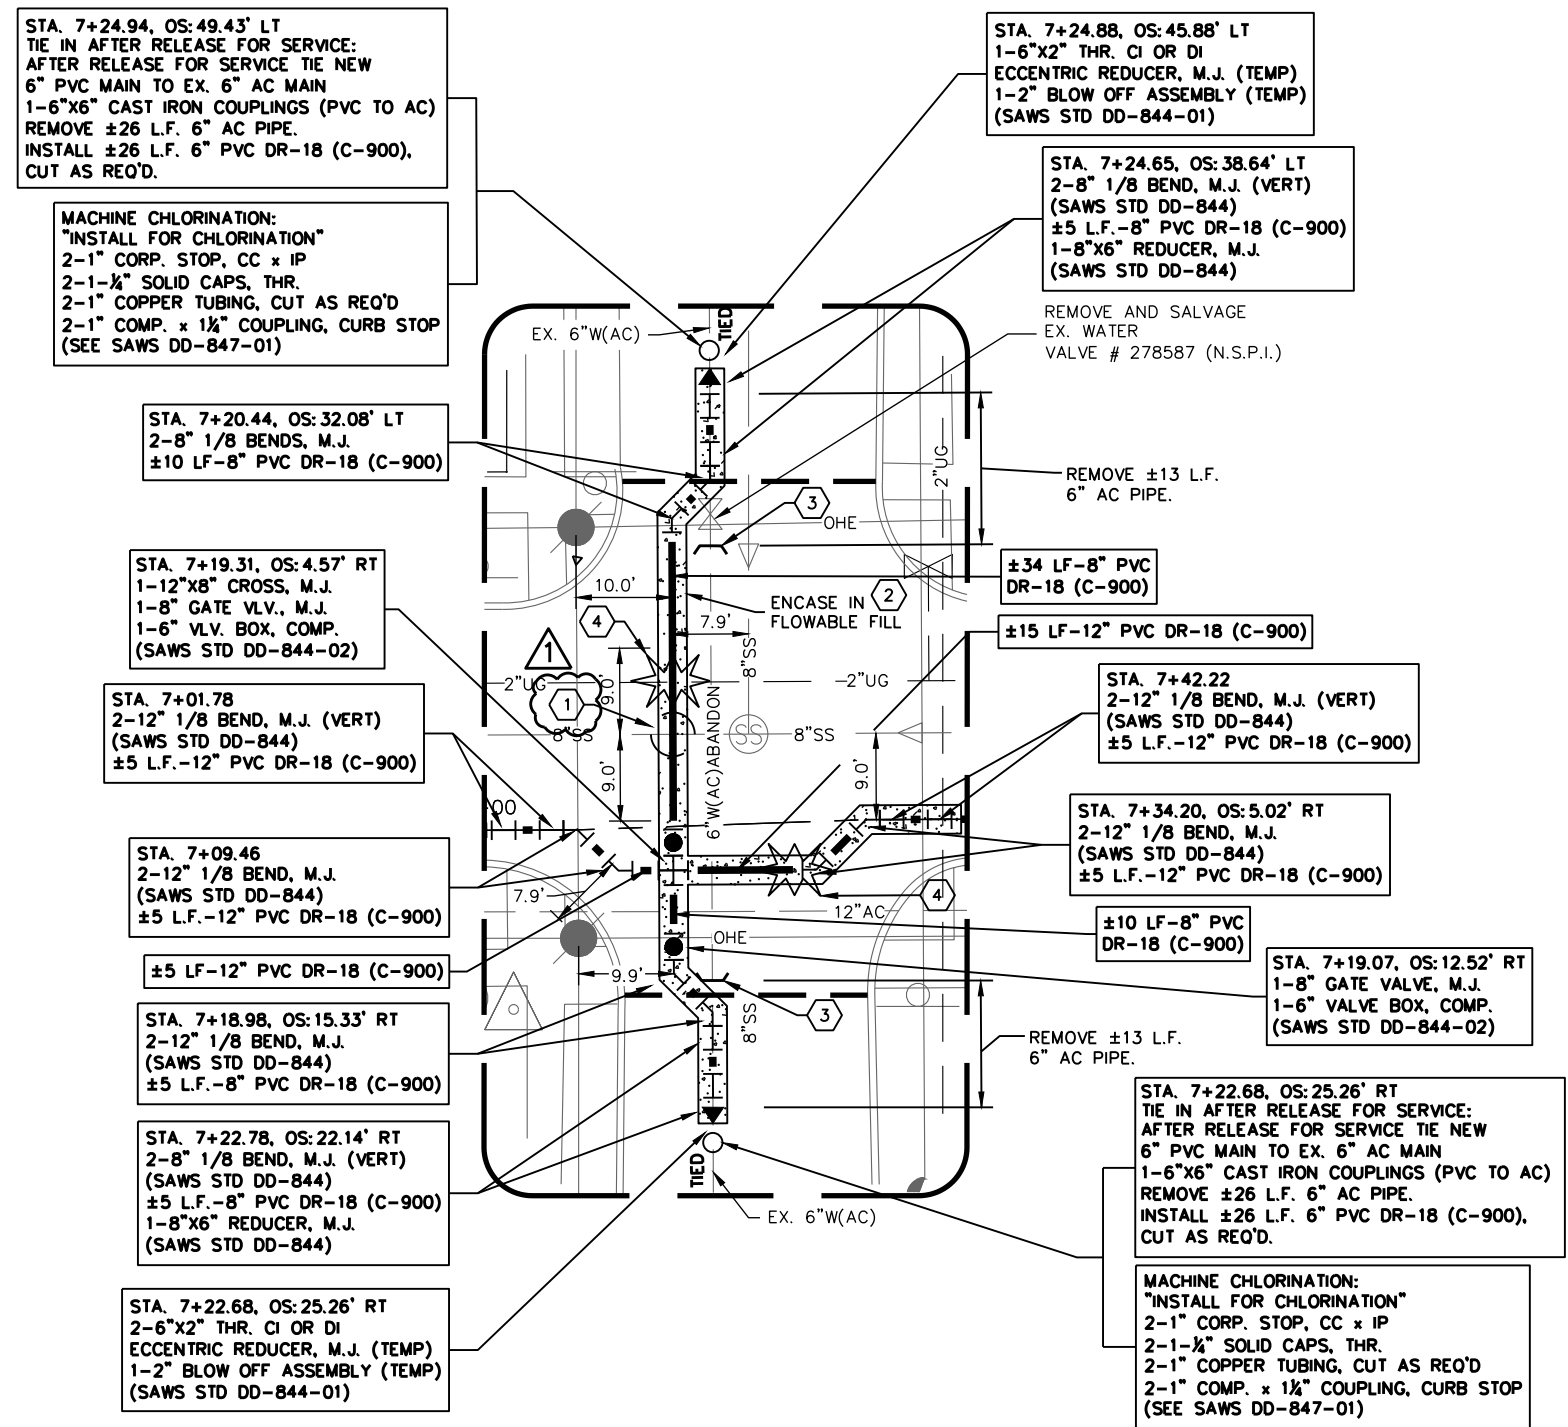 STA. 7+24.94, OS:49.43' LT
TIE IN AFTER RELEASE FOR SERVICE:
AFTER RELEASE FOR SERVICE TIE NEW
6" PVC MAIN TO EX. 6" AC MAIN
1-6"X6" CAST IRON COUPLINGS (PVC TO AC)
REMOVE ±26 L.F. 6" AC PIPE.
INSTALL ±26 L.F. 6" PVC DR-18 (C-900),
CUT AS REQ'D.
MACHINE CHLORINATION:
"INSTALL FOR CHLORINATION"
2-1" CORP. STOP, CC x IP
2-1-¼" SOLID CAPS, THR.
2-1" COPPER TUBING, CUT AS REQ'D
2-1" COMP. x 1¼" COUPLING, CURB STOP
(SEE SAWS DD-847-01)
STA. 7+20.44, OS:32.08' LT
2-8" 1/8 BENDS, M.J.
±10 LF-8" PVC DR-18 (C-900)
STA. 7+19.31, OS:4.57' RT
1-12"X8" CROSS, M.J.
1-8" GATE VLV., M.J.
1-6" VLV. BOX, COMP.
(SAWS STD DD-844-02)
STA. 7+01.78
2-12" 1/8 BEND, M.J. (VERT)
(SAWS STD DD-844)
±5 L.F.-12" PVC DR-18 (C-900)
STA. 7+09.46
2-12" 1/8 BEND, M.J.
(SAWS STD DD-844)
±5 L.F.-12" PVC DR-18 (C-900)
±5 LF-12" PVC DR-18 (C-900)
STA. 7+18.98, OS:15.33' RT
2-12" 1/8 BEND, M.J.
(SAWS STD DD-844)
±5 L.F.-8" PVC DR-18 (C-900)
STA. 7+22.78, OS:22.14' RT
2-8" 1/8 BEND, M.J. (VERT)
(SAWS STD DD-844)
±5 L.F.-8" PVC DR-18 (C-900)
1-8"X6" REDUCER, M.J.
(SAWS STD DD-844)
STA. 7+22.68, OS:25.26' RT
2-6"X2" THR. CI OR DI
ECCENTRIC REDUCER, M.J. (TEMP)
1-2" BLOW OFF ASSEMBLY (TEMP)
(SAWS STD DD-844-01)
EX. 6"W(AC)
TIED
3
OHE
2"UG
10.0'
ENCASE IN
FLOWABLE FILL
2
4
7.9'
8"SS
1
2"UG
2"UG
1
9.0'
8"SS
SS
8"SS
6"W(AC)ABANDON
9.0'
9.0'
00
7.9'
4
12"AC
OHE
9.9'
3
8"SS
TIED
EX. 6"W(AC)
STA. 7+24.88, OS:45.88' LT
1-6"X2" THR. CI OR DI
ECCENTRIC REDUCER, M.J. (TEMP)
1-2" BLOW OFF ASSEMBLY (TEMP)
(SAWS STD DD-844-01)
STA. 7+24.65, OS:38.64' LT
2-8" 1/8 BEND, M.J. (VERT)
(SAWS STD DD-844)
±5 L.F.-8" PVC DR-18 (C-900)
1-8"X6" REDUCER, M.J.
(SAWS STD DD-844)
REMOVE AND SALVAGE
EX. WATER
VALVE # 278587 (N.S.P.I.)
REMOVE ±13 L.F.
6" AC PIPE.
±34 LF-8" PVC
DR-18 (C-900)
±15 LF-12" PVC DR-18 (C-900)
STA. 7+42.22
2-12" 1/8 BEND, M.J. (VERT)
(SAWS STD DD-844)
±5 L.F.-12" PVC DR-18 (C-900)
STA. 7+34.20, OS:5.02' RT
2-12" 1/8 BEND, M.J.
(SAWS STD DD-844)
±5 L.F.-12" PVC DR-18 (C-900)
±10 LF-8" PVC
DR-18 (C-900)
STA. 7+19.07, OS:12.52' RT
1-8" GATE VALVE, M.J.
1-6" VALVE BOX, COMP.
(SAWS STD DD-844-02)
REMOVE ±13 L.F.
6" AC PIPE.
STA. 7+22.68, OS:25.26' RT
TIE IN AFTER RELEASE FOR SERVICE:
AFTER RELEASE FOR SERVICE TIE NEW
6" PVC MAIN TO EX. 6" AC MAIN
1-6"X6" CAST IRON COUPLINGS (PVC TO AC)
REMOVE ±26 L.F. 6" AC PIPE.
INSTALL ±26 L.F. 6" PVC DR-18 (C-900),
CUT AS REQ'D.
MACHINE CHLORINATION:
"INSTALL FOR CHLORINATION"
2-1" CORP. STOP, CC x IP
2-1-¼" SOLID CAPS, THR.
2-1" COPPER TUBING, CUT AS REQ'D
2-1" COMP. x 1¼" COUPLING, CURB STOP
(SEE SAWS DD-847-01)